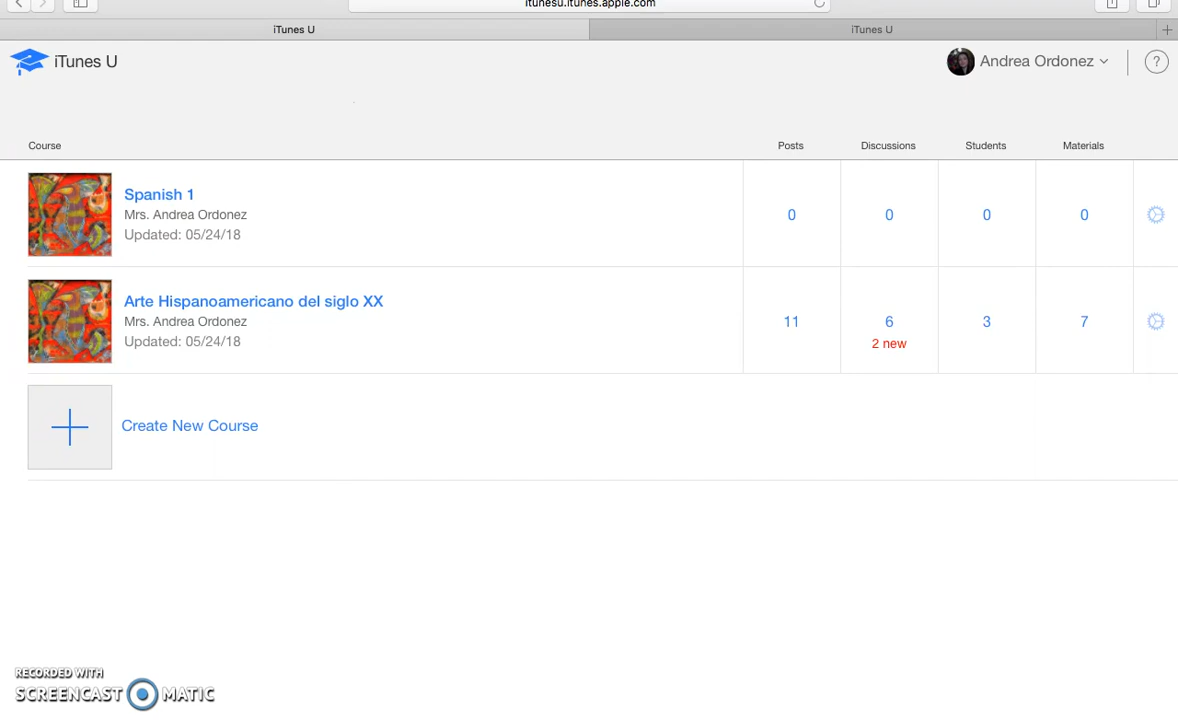 itunesu.itunes.apple.com
iTunes U
iTunes U
iTunes U
Andrea Ordonez
?
Course
Posts
Discussions
Students
Materials
Spanish 1
Mrs. Andrea Ordonez
Updated: 05/24/18
0
0
0
0
Arte Hispanoamericano del siglo XX
Mrs. Andrea Ordonez
Updated: 05/24/18
11
6
2 new
3
7
Create New Course
RECORDED WITH
SCREENCAST MATIC